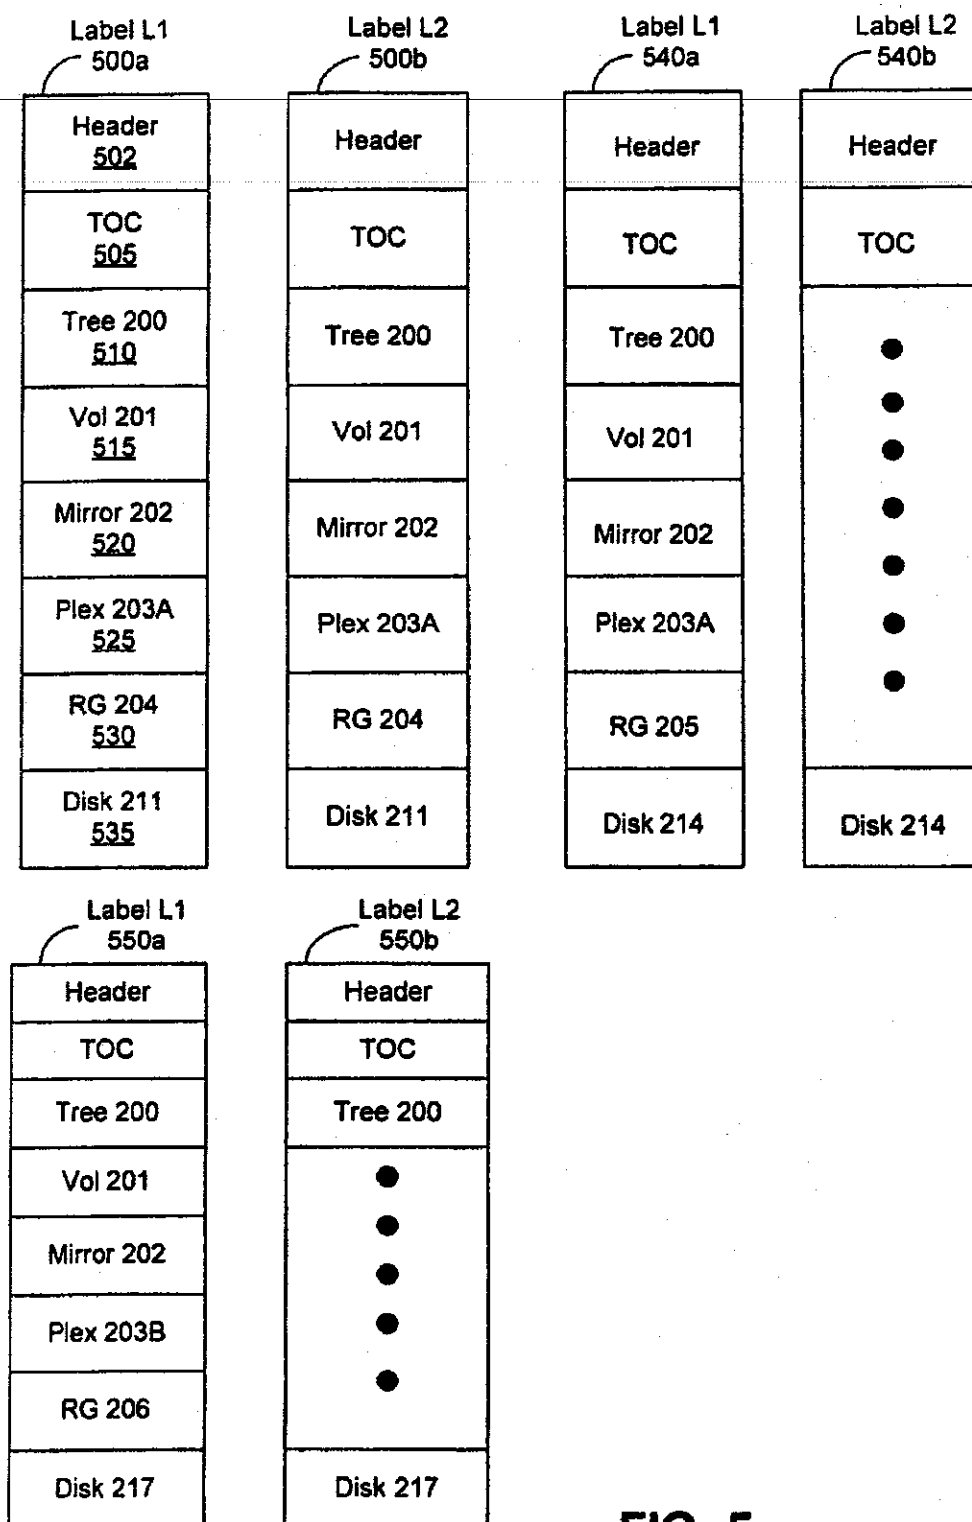 Label L1
500a
Header
502
TOC
505
Tree 200
510
Vol 201
515
Mirror 202
520
Plex 203A
525
RG 204
530
Disk 211
535
Label L2
500b
Header
TOC
Tree 200
Vol 201
Mirror 202
Plex 203A
RG 204
Disk 211
Label L1
540a
Header
TOC
Tree 200
Vol 201
Mirror 202
Plex 203A
RG 205
Disk 214
Label L2
540b
Header
TOC
Disk 214
Label L1
550a
Header
TOC
Tree 200
Vol 201
Mirror 202
Plex 203B
RG 206
Disk 217
Label L2
550b
Header
TOC
Tree 200
Disk 217